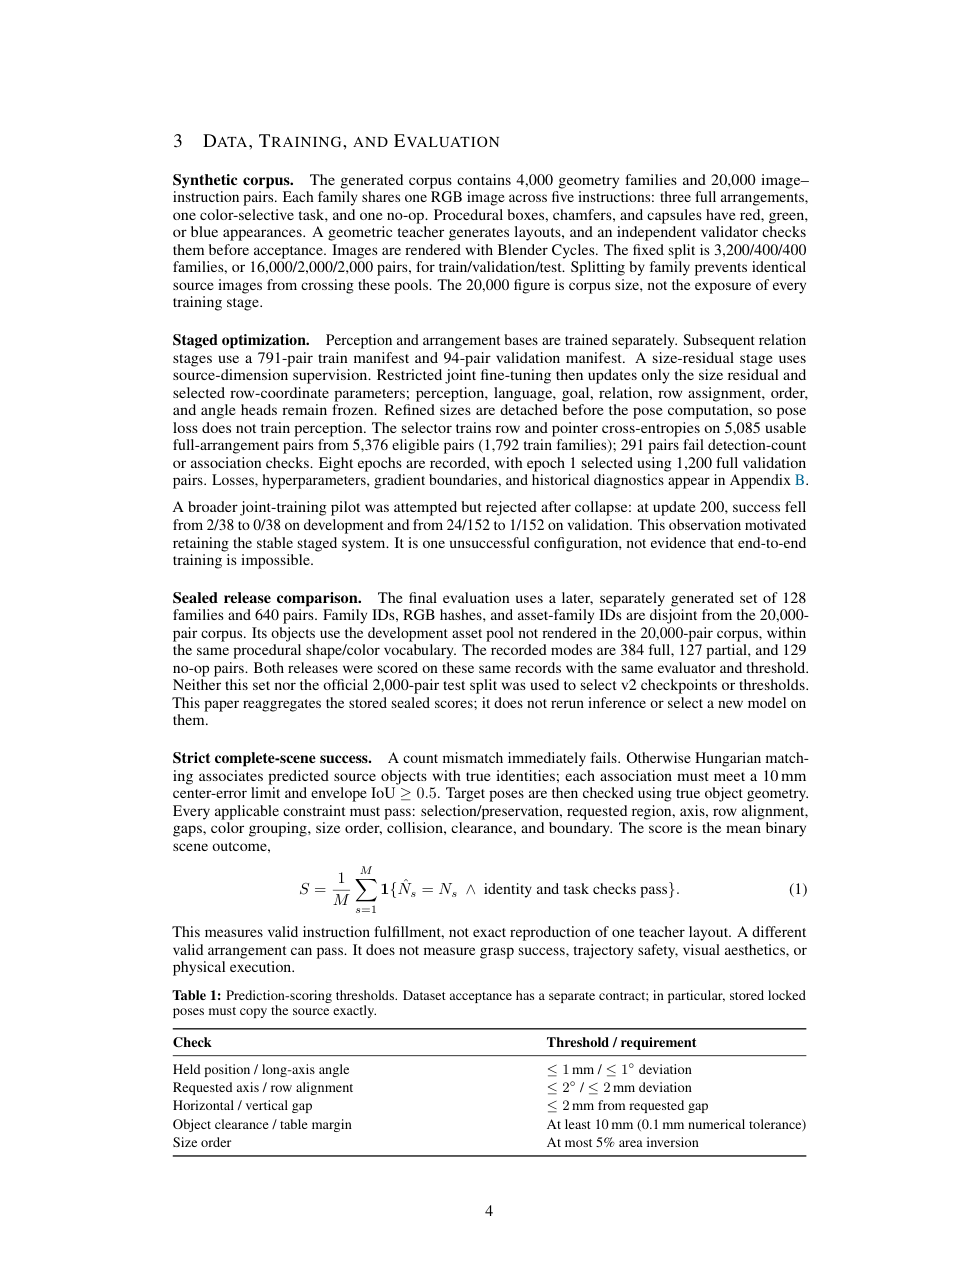 3 DATA, TRAINING, AND EVALUATION
Synthetic corpus. The generated corpus contains 4,000 geometry families and 20,000 image–
instruction pairs. Each family shares one RGB image across five instructions: three full arrangements,
one color-selective task, and one no-op. Procedural boxes, chamfers, and capsules have red, green,
or blue appearances. A geometric teacher generates layouts, and an independent validator checks
them before acceptance. Images are rendered with Blender Cycles. The fixed split is 3,200/400/400
families, or 16,000/2,000/2,000 pairs, for train/validation/test. Splitting by family prevents identical
source images from crossing these pools. The 20,000 figure is corpus size, not the exposure of every
training stage.
Staged optimization. Perception and arrangement bases are trained separately. Subsequent relation
stages use a 791-pair train manifest and 94-pair validation manifest. A size-residual stage uses
source-dimension supervision. Restricted joint fine-tuning then updates only the size residual and
selected row-coordinate parameters; perception, language, goal, relation, row assignment, order,
and angle heads remain frozen. Refined sizes are detached before the pose computation, so pose
loss does not train perception. The selector trains row and pointer cross-entropies on 5,085 usable
full-arrangement pairs from 5,376 eligible pairs (1,792 train families); 291 pairs fail detection-count
or association checks. Eight epochs are recorded, with epoch 1 selected using 1,200 full validation
pairs. Losses, hyperparameters, gradient boundaries, and historical diagnostics appear in Appendix B.
A broader joint-training pilot was attempted but rejected after collapse: at update 200, success fell
from 2/38 to 0/38 on development and from 24/152 to 1/152 on validation. This observation motivated
retaining the stable staged system. It is one unsuccessful configuration, not evidence that end-to-end
training is impossible.
Sealed release comparison. The final evaluation uses a later, separately generated set of 128
families and 640 pairs. Family IDs, RGB hashes, and asset-family IDs are disjoint from the 20,000-
pair corpus. Its objects use the development asset pool not rendered in the 20,000-pair corpus, within
the same procedural shape/color vocabulary. The recorded modes are 384 full, 127 partial, and 129
no-op pairs. Both releases were scored on these same records with the same evaluator and threshold.
Neither this set nor the official 2,000-pair test split was used to select v2 checkpoints or thresholds.
This paper reaggregates the stored sealed scores; it does not rerun inference or select a new model on
them.
Strict complete-scene success. A count mismatch immediately fails. Otherwise Hungarian match-
ing associates predicted source objects with true identities; each association must meet a 10 mm
center-error limit and envelope IoU ≥ 0.5. Target poses are then checked using true object geometry.
Every applicable constraint must pass: selection/preservation, requested region, axis, row alignment,
gaps, color grouping, size order, collision, clearance, and boundary. The score is the mean binary
scene outcome,
S = 1/M ∑_{s=1}^{M} 1{N̂_s = N_s ∧ identity and task checks pass}. (1)
This measures valid instruction fulfillment, not exact reproduction of one teacher layout. A different
valid arrangement can pass. It does not measure grasp success, trajectory safety, visual aesthetics, or
physical execution.
Table 1: Prediction-scoring thresholds. Dataset acceptance has a separate contract; in particular, stored locked
poses must copy the source exactly.
Check Threshold / requirement
Held position / long-axis angle ≤ 1 mm / ≤ 1° deviation
Requested axis / row alignment ≤ 2° / ≤ 2 mm deviation
Horizontal / vertical gap ≤ 2 mm from requested gap
Object clearance / table margin At least 10 mm (0.1 mm numerical tolerance)
Size order At most 5% area inversion
4